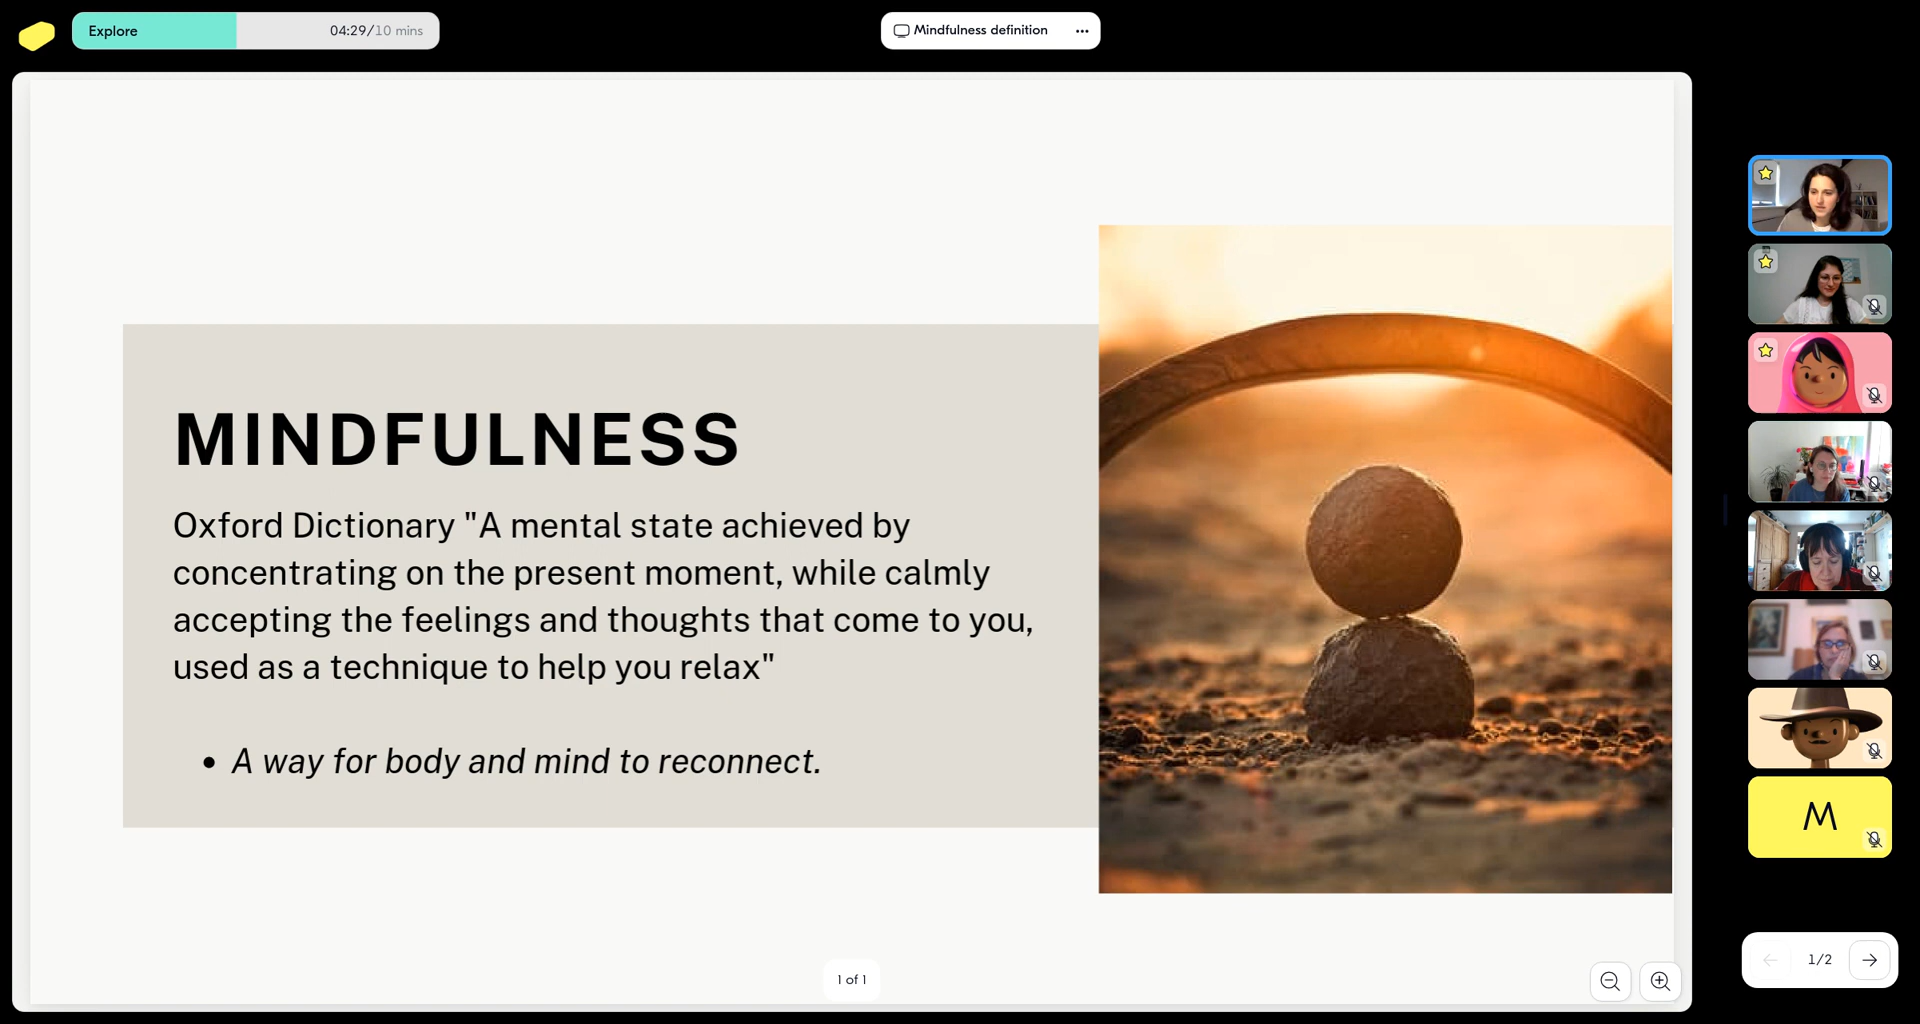 Explore
04:29/10 mins
Mindfulness definition
MINDFULNESS
Oxford Dictionary "A mental state achieved by
concentrating on the present moment, while calmly
accepting the feelings and thoughts that come to you,
used as a technique to help you relax"
• A way for body and mind to reconnect.
1 of 1
M
1/2